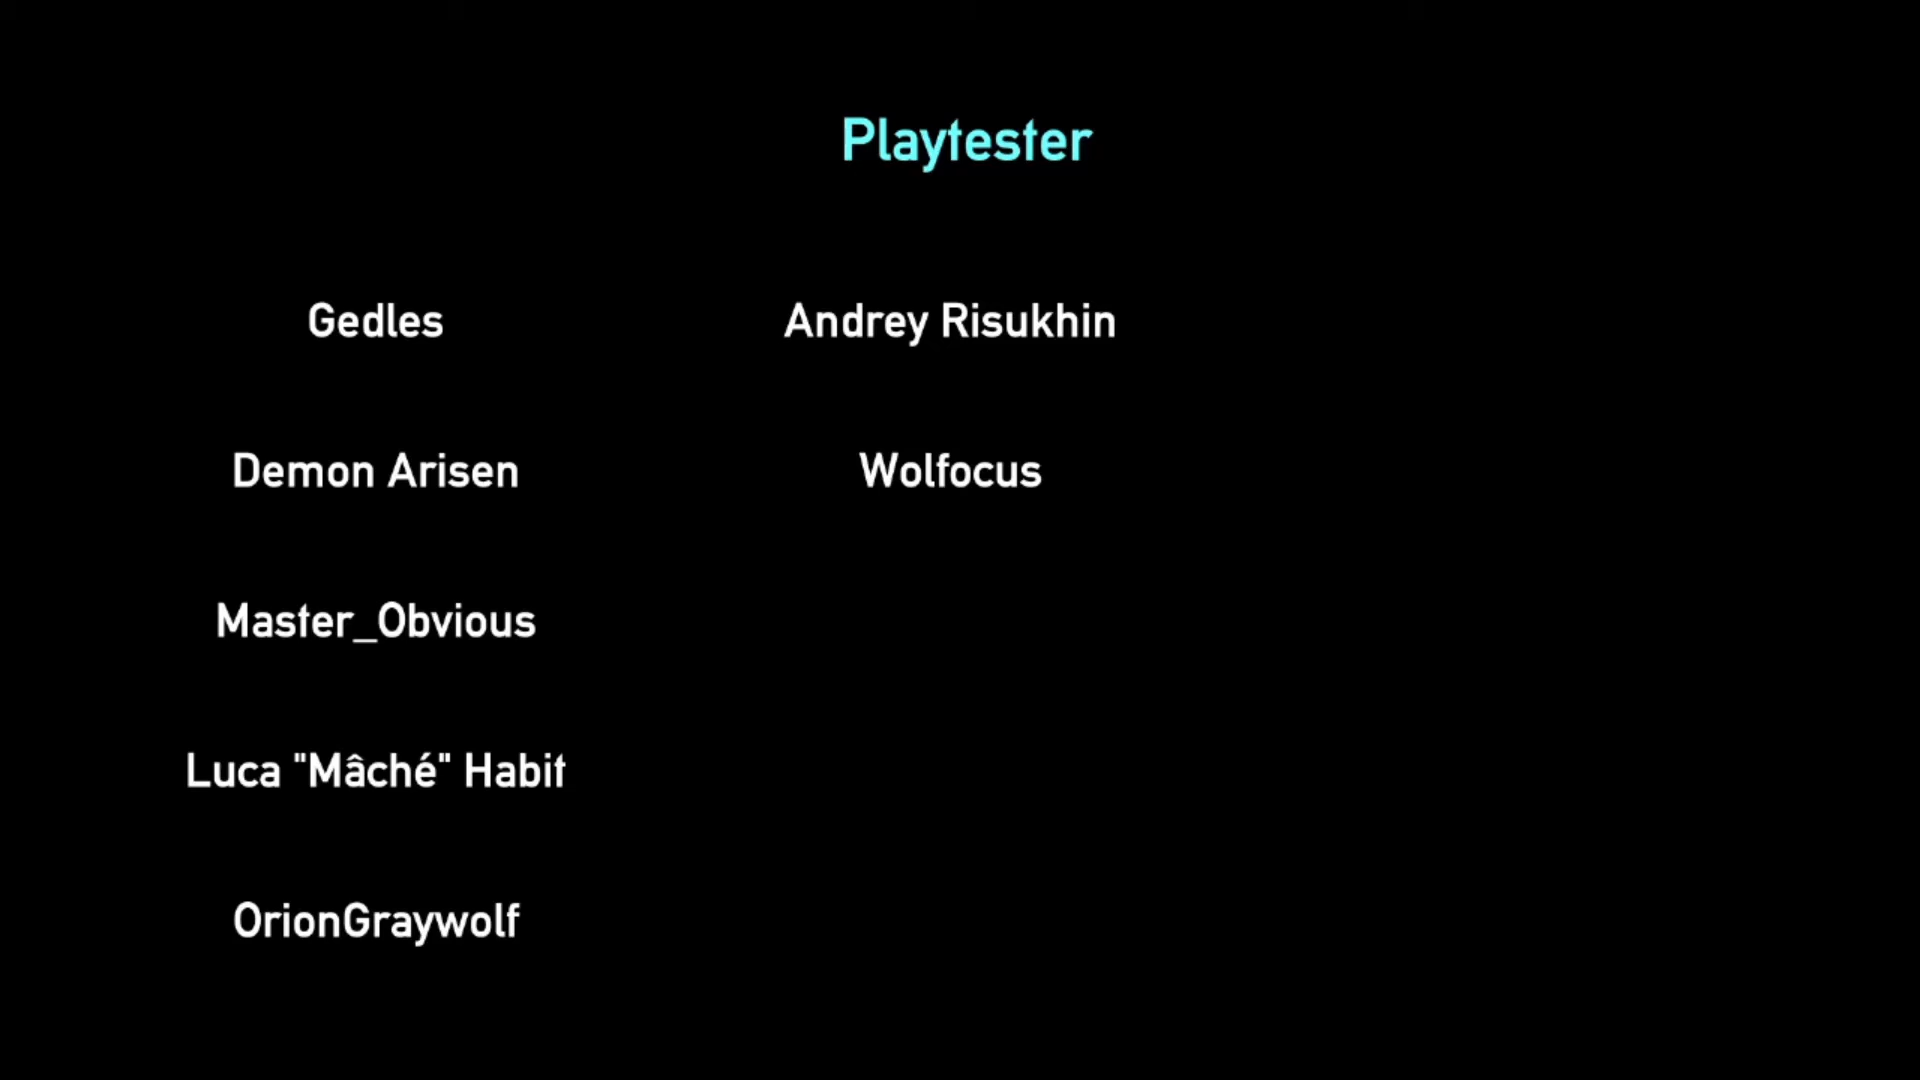 Playtester
Gedles
Andrey Risukhin
Demon Arisen
Wolfocus
Master_Obvious
Luca "Mâché" Habit
OrionGraywolf